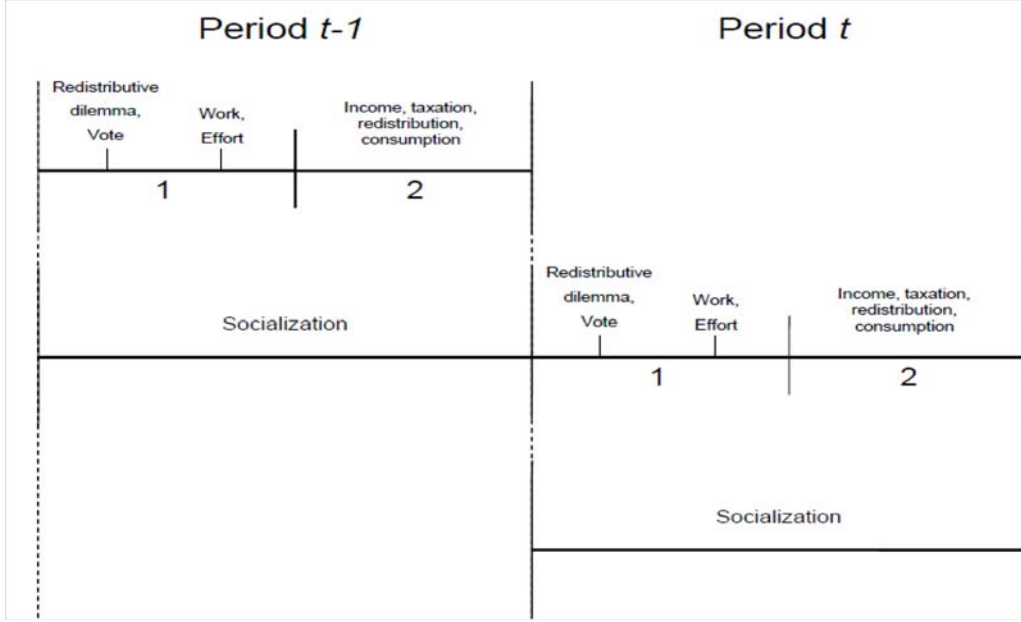 Period t-1
Period t
Redistributive
dilemma,
Vote
Work,
Effort
Income, taxation,
redistribution,
consumption
1
2
Socialization
Redistributive
dilemma,
Vote
Work,
Effort
Income, taxation,
redistribution,
consumption
1
2
Socialization